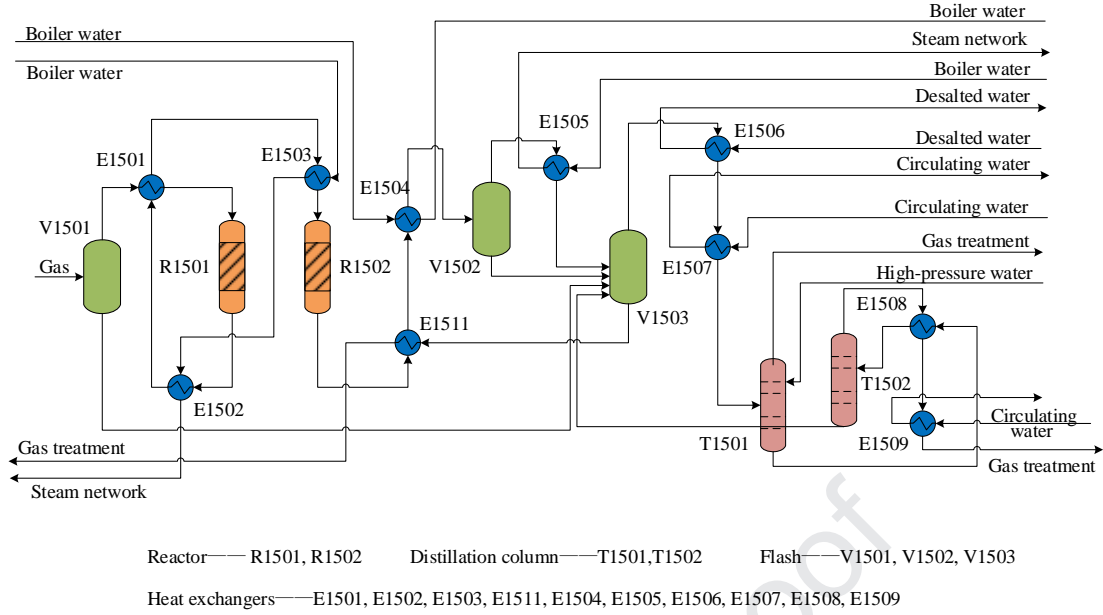 Boiler water
Boiler water
Boiler water
Steam network
Boiler water
Desalted water
Desalted water
Circulating water
Circulating water
Gas treatment
High-pressure water
E1501
E1503
E1504
E1505
E1506
V1501
Gas
R1501
R1502
V1502
E1507
V1503
E1508
E1511
T1502
E1502
T1501
E1509
Circulating
water
Gas treatment
Gas treatment
Steam network
Reactor—— R1501, R1502 Distillation column——T1501,T1502 Flash——V1501, V1502, V1503
Heat exchangers——E1501, E1502, E1503, E1511, E1504, E1505, E1506, E1507, E1508, E1509